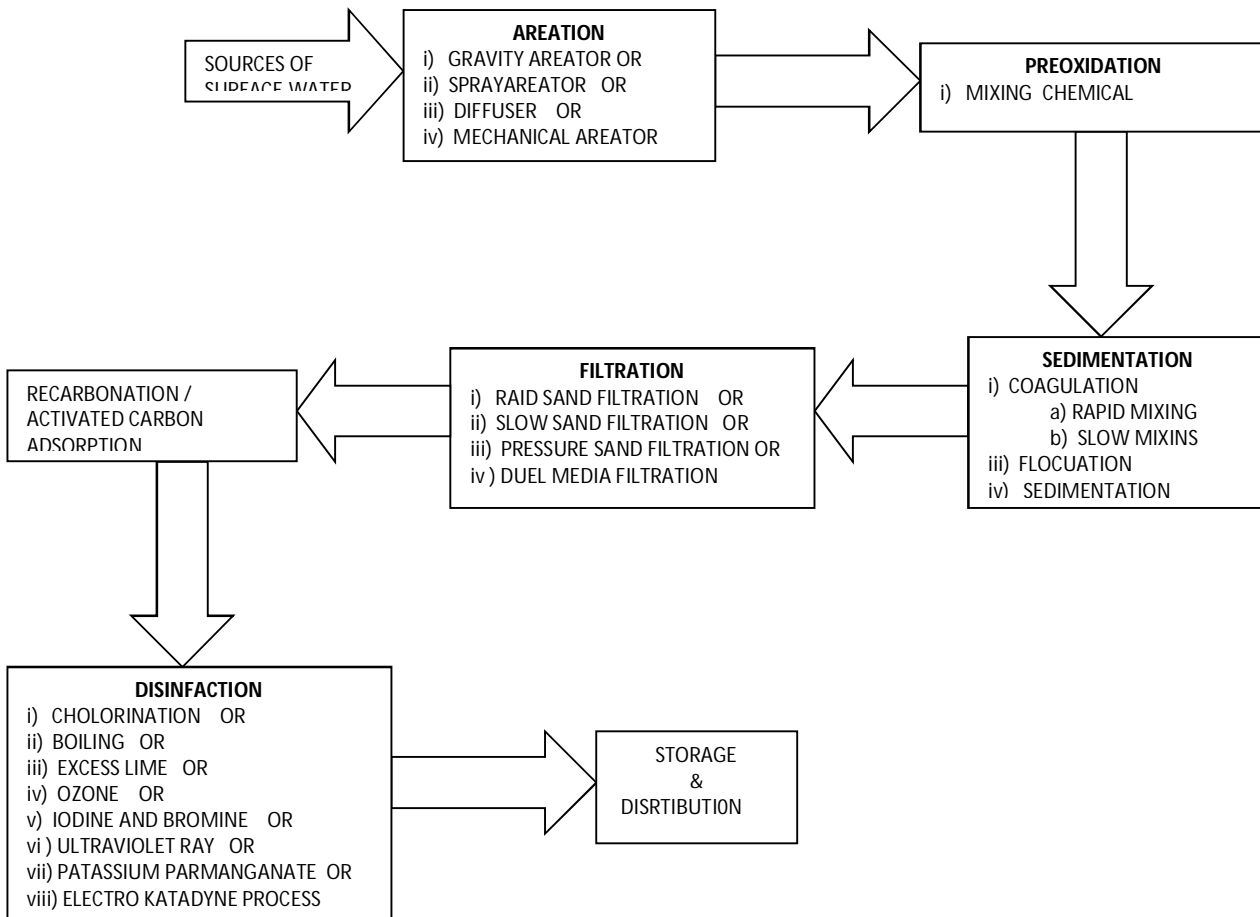 SOURCES OF
SURFACE WATER
AREATION
i) GRAVITY AREATOR OR
ii) SPRAYAREATOR OR
iii) DIFFUSER OR
iv) MECHANICAL AREATOR
PREOXIDATION
i) MIXING CHEMICAL
SEDIMENTATION
i) COAGULATION
a) RAPID MIXING
b) SLOW MIXINS
iii) FLOCUATION
iv) SEDIMENTATION
FILTRATION
i) RAID SAND FILTRATION OR
ii) SLOW SAND FILTRATION OR
iii) PRESSURE SAND FILTRATION OR
iv ) DUEL MEDIA FILTRATION
RECARBONATION /
ACTIVATED CARBON
ADSORPTION
DISINFACTION
i) CHOLORINATION OR
ii) BOILING OR
iii) EXCESS LIME OR
iv) OZONE OR
v) IODINE AND BROMINE OR
vi ) ULTRAVIOLET RAY OR
vii) PATASSIUM PARMANGANATE OR
viii) ELECTRO KATADYNE PROCESS
STORAGE
&
DISRTIBUTI0N